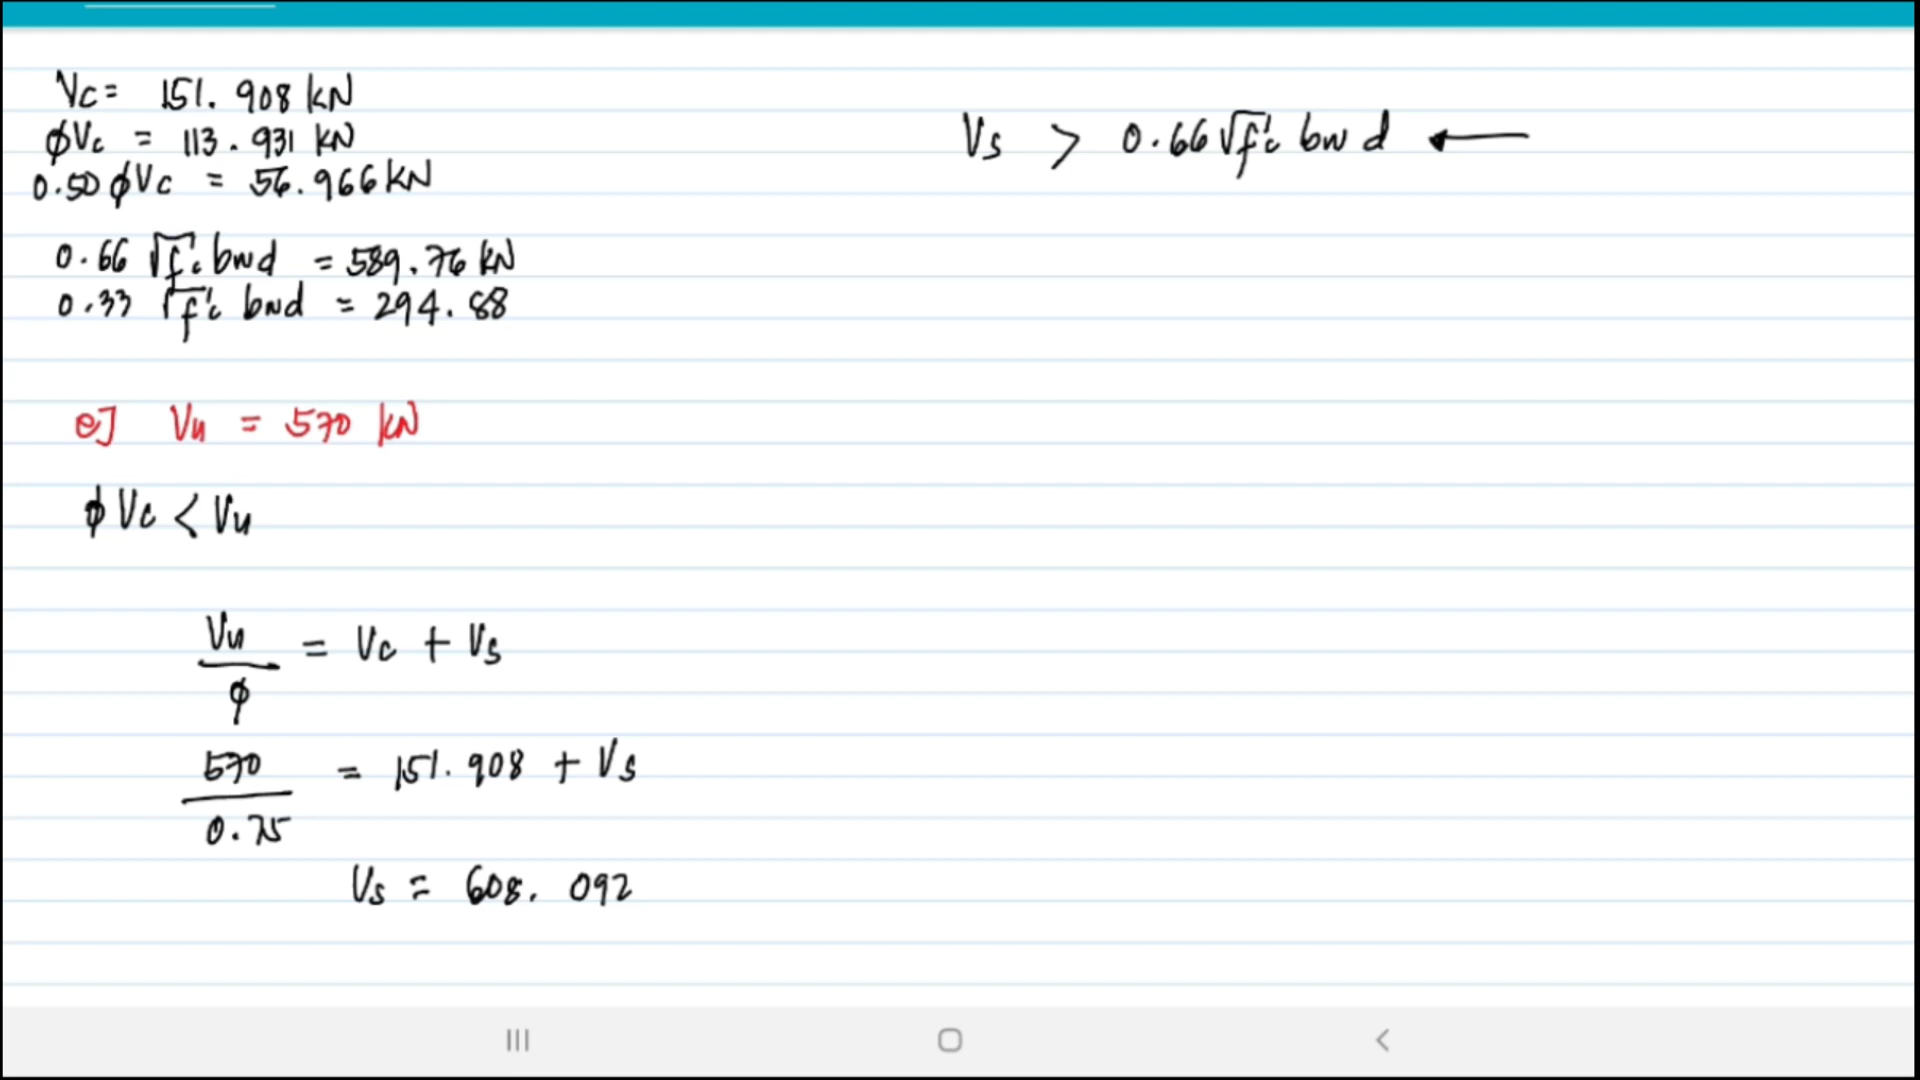 Vc = 151.908 kN
ϕVc = 113.931 kN
0.50 ϕVc = 56.966 kN
0.66 √f'c bwd = 589.76 kN
0.33 √f'c bwd = 294.88
e] Vu = 570 kN
ϕVc < Vu
Vu/ϕ = Vc + Vs
570/0.75 = 151.908 + Vs
Vs = 608.092
Vs > 0.66 √f'c bw d ←